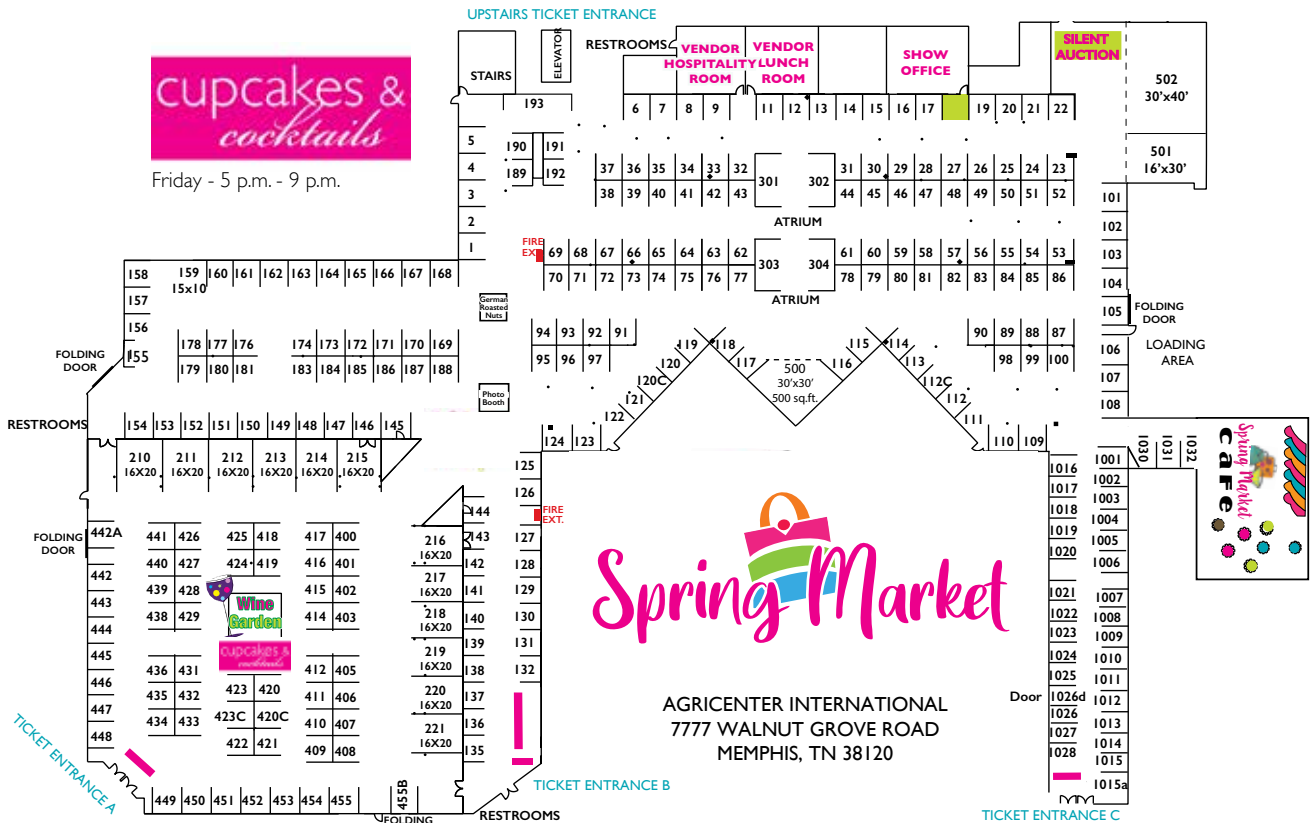 UPSTAIRS TICKET ENTRANCE
cupcakes &
cocktails
Friday - 5 p.m. - 9 p.m.
STAIRS
ELEVATOR
RESTROOMS
VENDOR
HOSPITALITY
ROOM
VENDOR
LUNCH
ROOM
SHOW
OFFICE
SILENT
AUCTION
502
30'x40'
501
16'x30'
193
6 7 8 9 11 12 13 14 15 16 17 19 20 21 22
5
4
3
2
1
190 191
189 192
37 36 35 34 33 32 301 302 31 30 29 28 27 26 25 24 23
38 39 40 41 42 43 44 45 46 47 48 49 50 51 52
ATRIUM
FIRE
EX
69 68 67 66 65 64 63 62 303 304 61 60 59 58 57 56 55 54 53
70 71 72 73 74 75 76 77 78 79 80 81 82 83 84 85 86
ATRIUM
101
102
103
104
105
FOLDING
DOOR
LOADING
AREA
106
107
108
158 159 160 161 162 163 164 165 166 167 168
15x10
157
156
155
FOLDING
DOOR
German
Roasted
Nuts
178 177 176 174 173 172 171 170 169
179 180 181 183 184 185 186 187 188
94 93 92 91
95 96 97
90 89 88 87
98 99 100
119 118 117 115 114 113
120
120C
121
122
116
112C
112
111
500
30'x30'
500 sq.ft.
Photo
Booth
RESTROOMS
154 153 152 151 150 149 148 147 146 145
124 123
110 109
210 211 212 213 214 215
16X20 16X20 16X20 16X20 16X20 16X20
125
126
FIRE
EXT.
127
128
129
130
131
132
144
143
142
141
140
139
138
137
136
135
216
16X20
217
16X20
218
16X20
219
16X20
220
16X20
221
16X20
442A
FOLDING
DOOR
442
443
444
445
446
447
448
441 426 425 418 417 400
440 427 424 419 416 401
439 428 415 402
438 429 414 403
Wine
Garden
cupcakes &
cocktails
436 431 412 405
435 432 423 420 411 406
434 433 423C 420C 410 407
422 421 409 408
TICKET ENTRANCE A
449 450 451 452 453 454 455 455B
FOLDING
RESTROOMS
TICKET ENTRANCE B
Spring Market
AGRICENTER INTERNATIONAL
7777 WALNUT GROVE ROAD
MEMPHIS, TN 38120
1016
1017
1018
1019
1020
1021
1022
1023
1024
1025
Door
1026d
1026
1027
1028
1001
1002
1003
1004
1005
1006
1007
1008
1009
1010
1011
1012
1013
1014
1015
1015a
1030
1031
1032
Spring Market
CaFe
TICKET ENTRANCE C